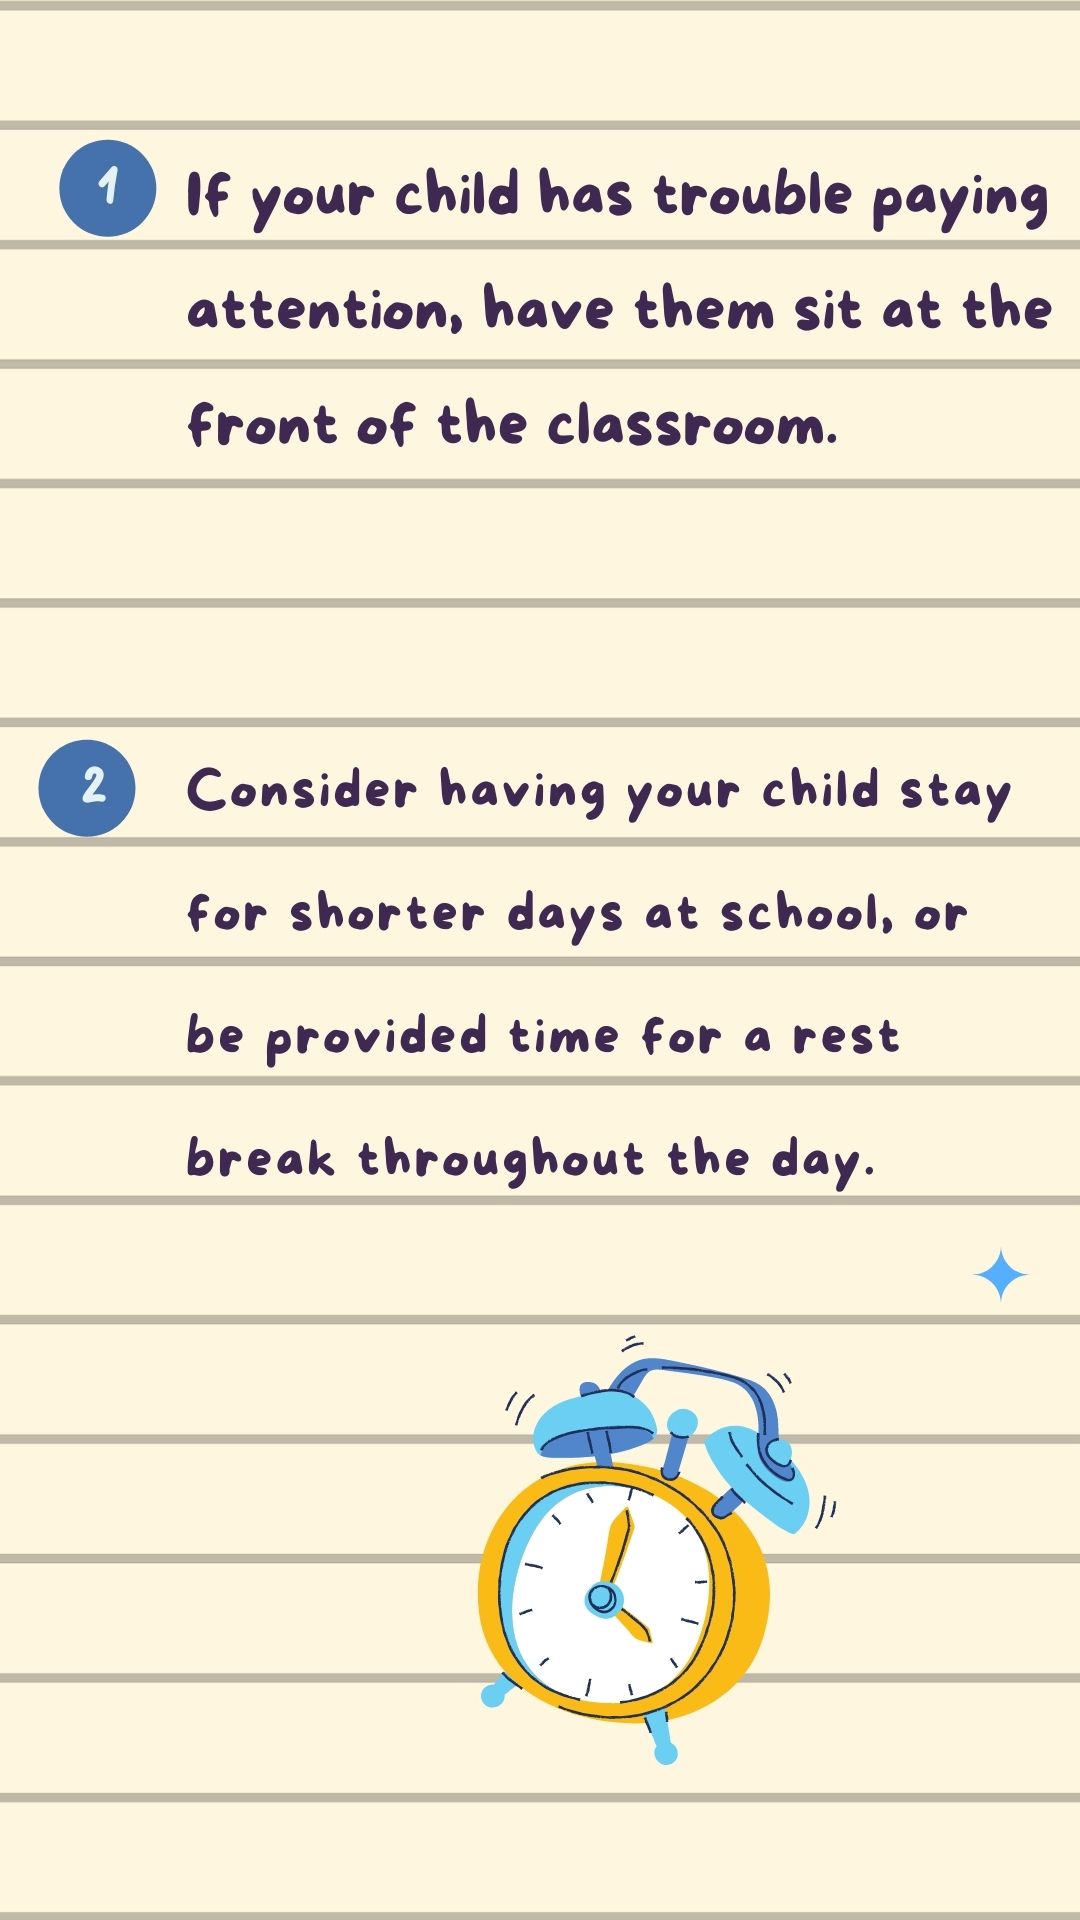 1 If your child has trouble paying
attention, have them sit at the
front of the classroom.
2 Consider having your child stay
for shorter days at school, or
be provided time for a rest
break throughout the day.